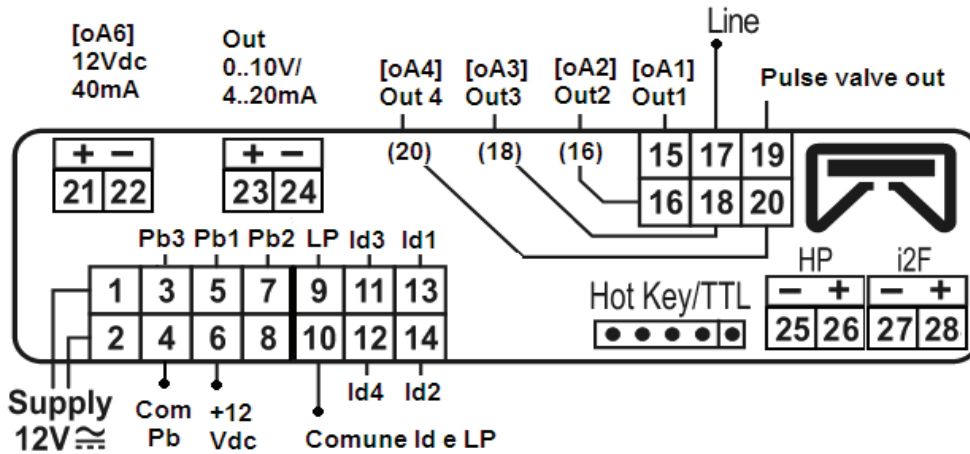 Line
[oA6]
12Vdc
40mA
Out
0..10V/
4..20mA
[oA4]
Out 4
[oA3]
Out3
[oA2]
Out2
[oA1]
Out1
Pulse valve out
+ −
21 22
+ −
23 24
(20) (18) (16)
15 17 19
16 18 20
Pb3 Pb1 Pb2 LP Id3 Id1
1 3 5 7 9 11 13
2 4 6 8 10 12 14
Hot Key/TTL
HP
− +
25 26
i2F
− +
27 28
Id4 Id2
Supply
12V
Com
Pb
+12
Vdc
Comune Id e LP